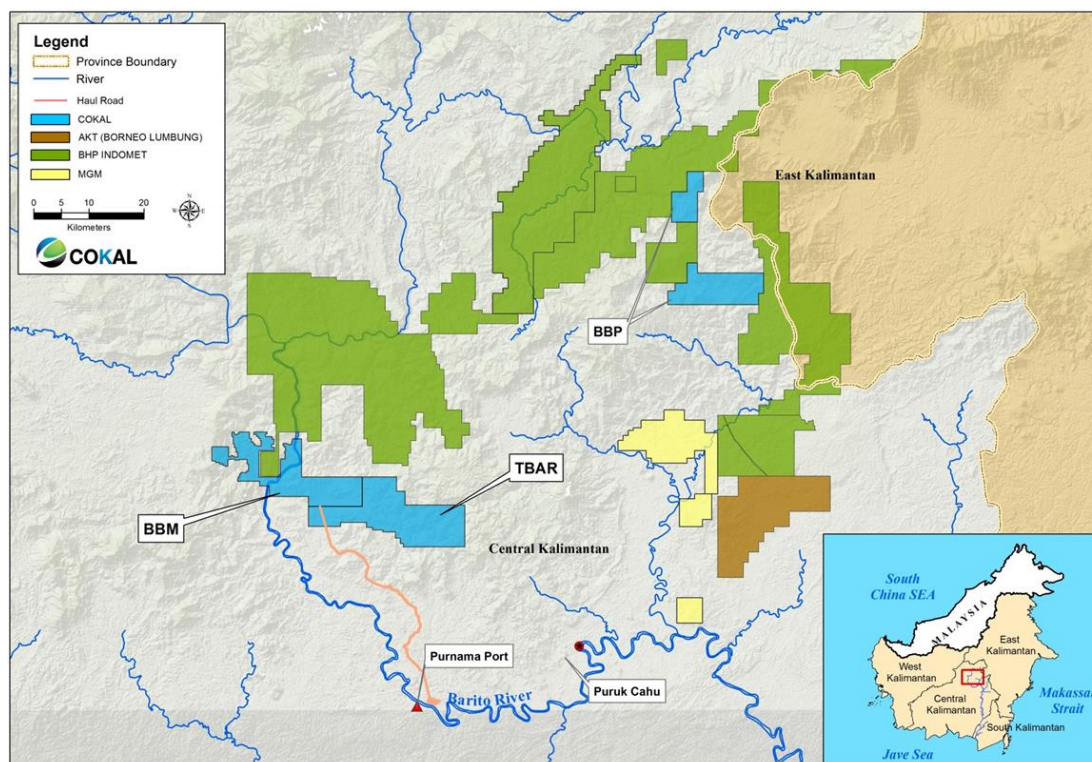 Legend
Province Boundary
River
Haul Road
COKAL
AKT (BORNEO LUMBUNG)
BHP INDOMET
MGM
0 5 10 20
Kilometers
N
W E
S
COKAL
East Kalimantan
BBP
TBAR
BBM
Central Kalimantan
Purnama Port
Barito River
Puruk Cahu
South
China SEA
MALAYSIA
East
Kalimantan
West
Kalimantan
Central
Kalimantan
Makassar
Strait
South Kalimantan
Jave Sea